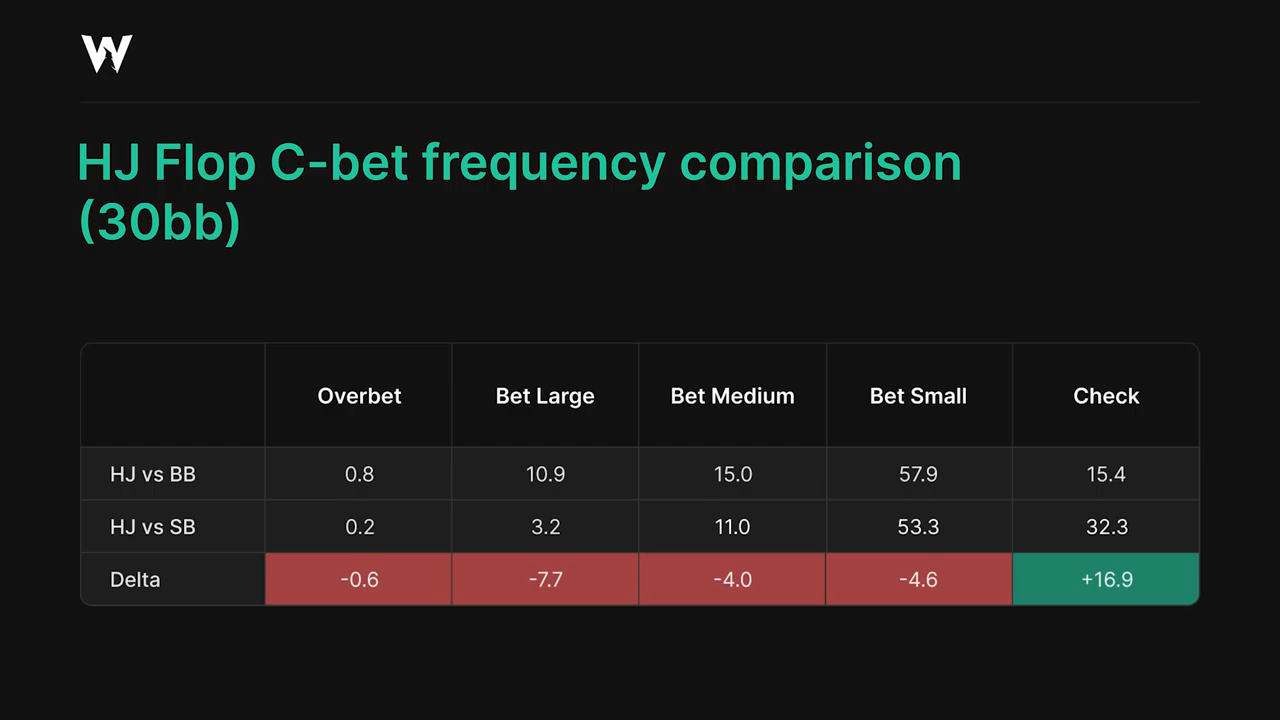 W
HJ Flop C-bet frequency comparison
(30bb)
Overbet Bet Large Bet Medium Bet Small Check
HJ vs BB 0.8 10.9 15.0 57.9 15.4
HJ vs SB 0.2 3.2 11.0 53.3 32.3
Delta -0.6 -7.7 -4.0 -4.6 +16.9